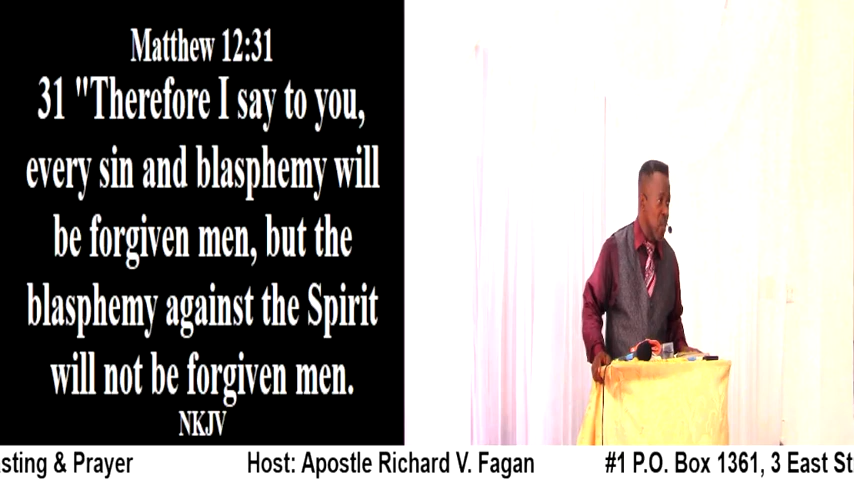 Matthew 12:31
31 "Therefore I say to you,
every sin and blasphemy will
be forgiven men, but the
blasphemy against the Spirit
will not be forgiven men.
NKJV
sting & Prayer Host: Apostle Richard V. Fagan #1 P.O. Box 1361, 3 East St